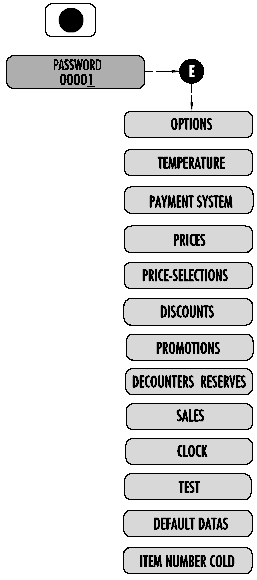 PASSWORD
00001
E
OPTIONS
TEMPERATURE
PAYMENT SYSTEM
PRICES
PRICE-SELECTIONS
DISCOUNTS
PROMOTIONS
DECOUNTERS RESERVES
SALES
CLOCK
TEST
DEFAULT DATAS
ITEM NUMBER COLD